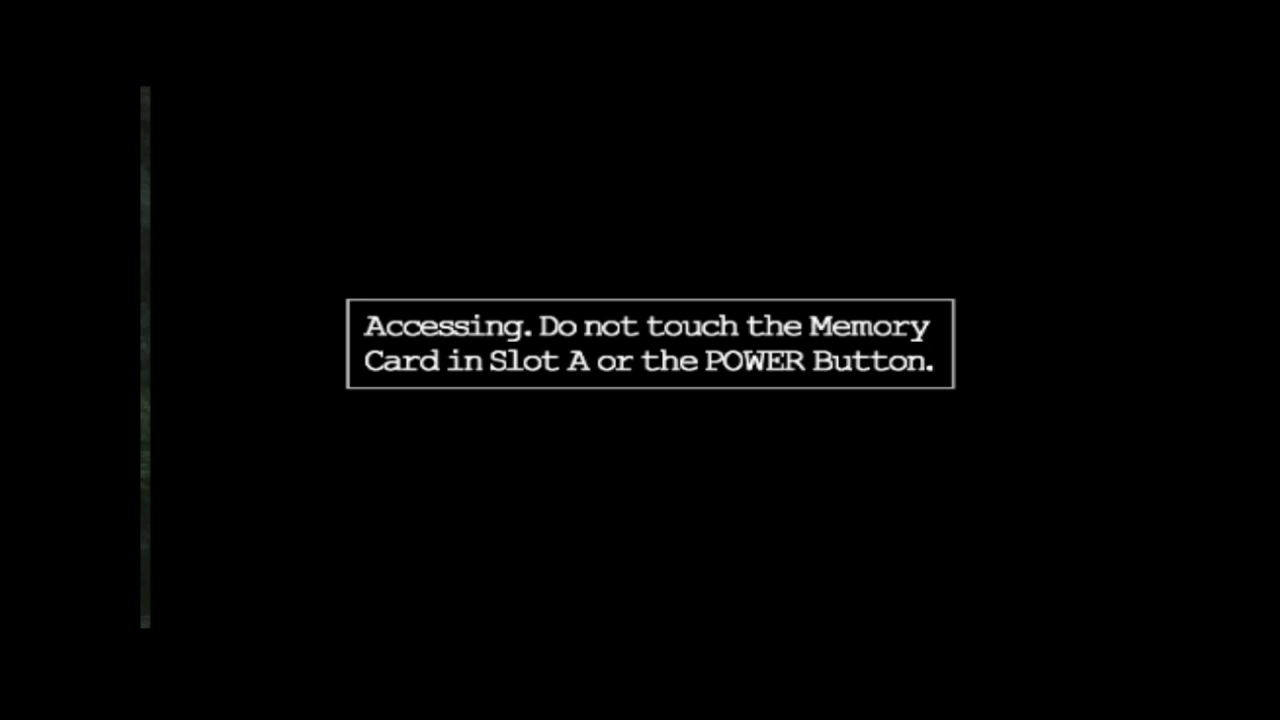 Accessing. Do not touch the Memory
Card in Slot A or the POWER Button.